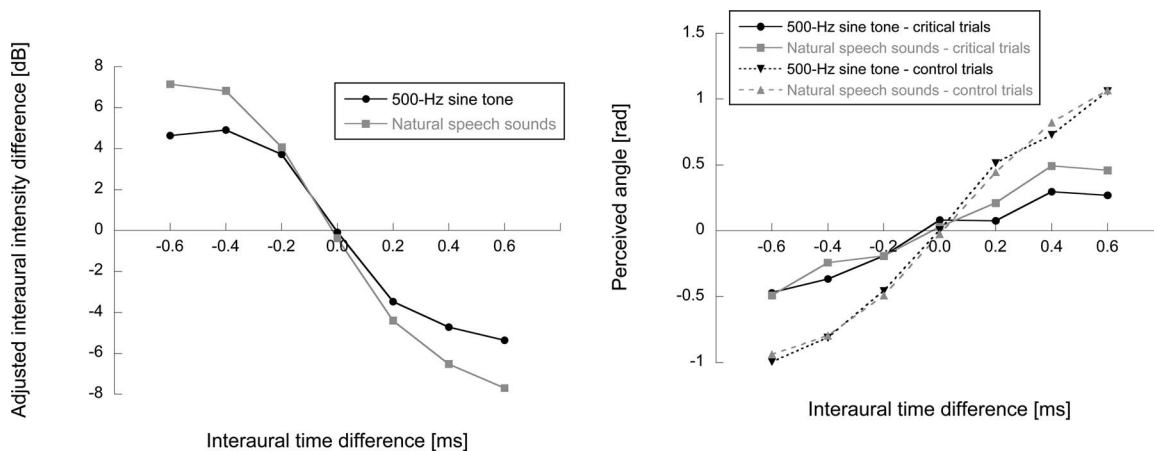 Adjusted interaural intensity difference [dB]
8
6
4
2
0
-2
-4
-6
-8
-0.6 -0.4 -0.2 0.0 0.2 0.4 0.6
500-Hz sine tone
Natural speech sounds
Interaural time difference [ms]
500-Hz sine tone - critical trials
Natural speech sounds - critical trials
500-Hz sine tone - control trials
Natural speech sounds - control trials
Perceived angle [rad]
1.5
1
0.5
0
-0.5
-1
-0.6 -0.4 -0.2 0.0 0.2 0.4 0.6
Interaural time difference [ms]